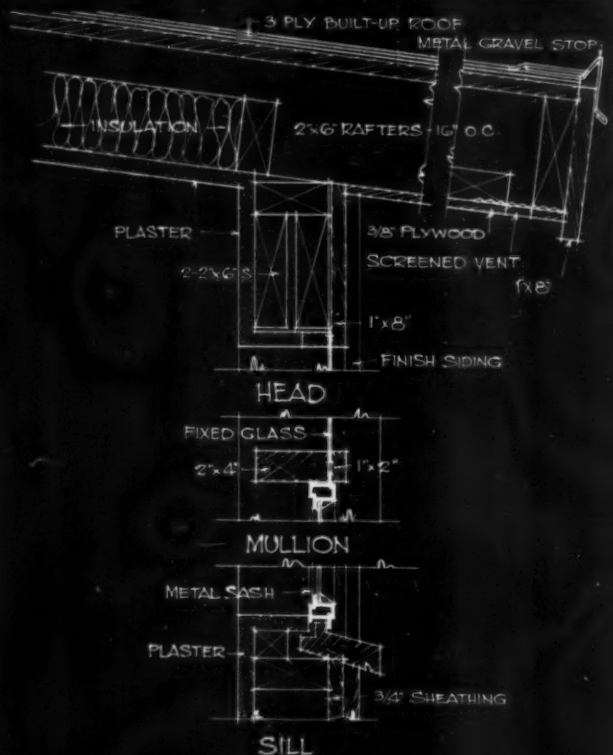 3 PLY BUILT-UP ROOF
METAL GRAVEL STOP
INSULATION
2"x6" RAFTERS - 16" O.C.
PLASTER
3/8" PLYWOOD
SCREENED VENT
1"x8"
2-2"x6"S
1"x8"
FINISH SIDING
HEAD
FIXED GLASS
2"x4"
1"x2"
MULLION
METAL SASH
PLASTER
3/4" SHEATHING
SILL